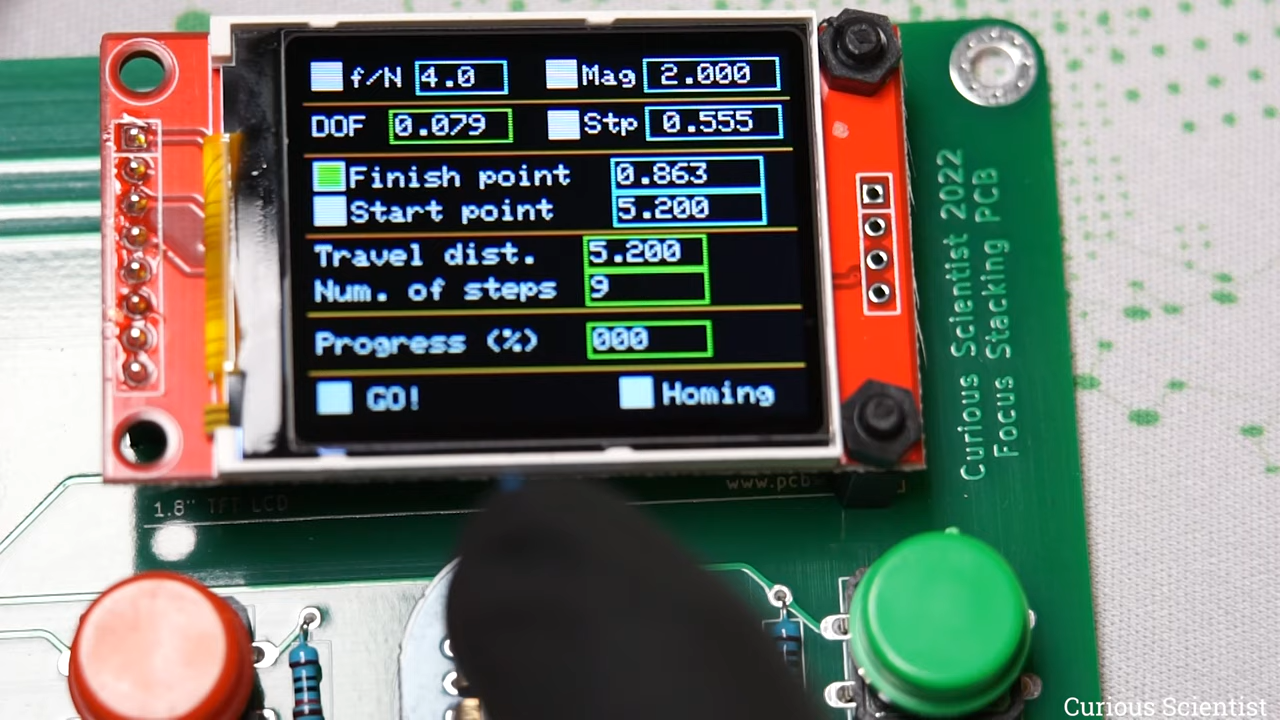 f/N 4.0 Mag 2.000
DOF 0.079 Stp 0.555
Finish point 0.863
Start point 5.200
Travel dist. 5.200
Num. of steps 9
Progress (%) 000
GO! Homing
Curious Scientist 2022
Focus Stacking PCB
1.8" TFT LCD
www.pcb
Curious Scientist